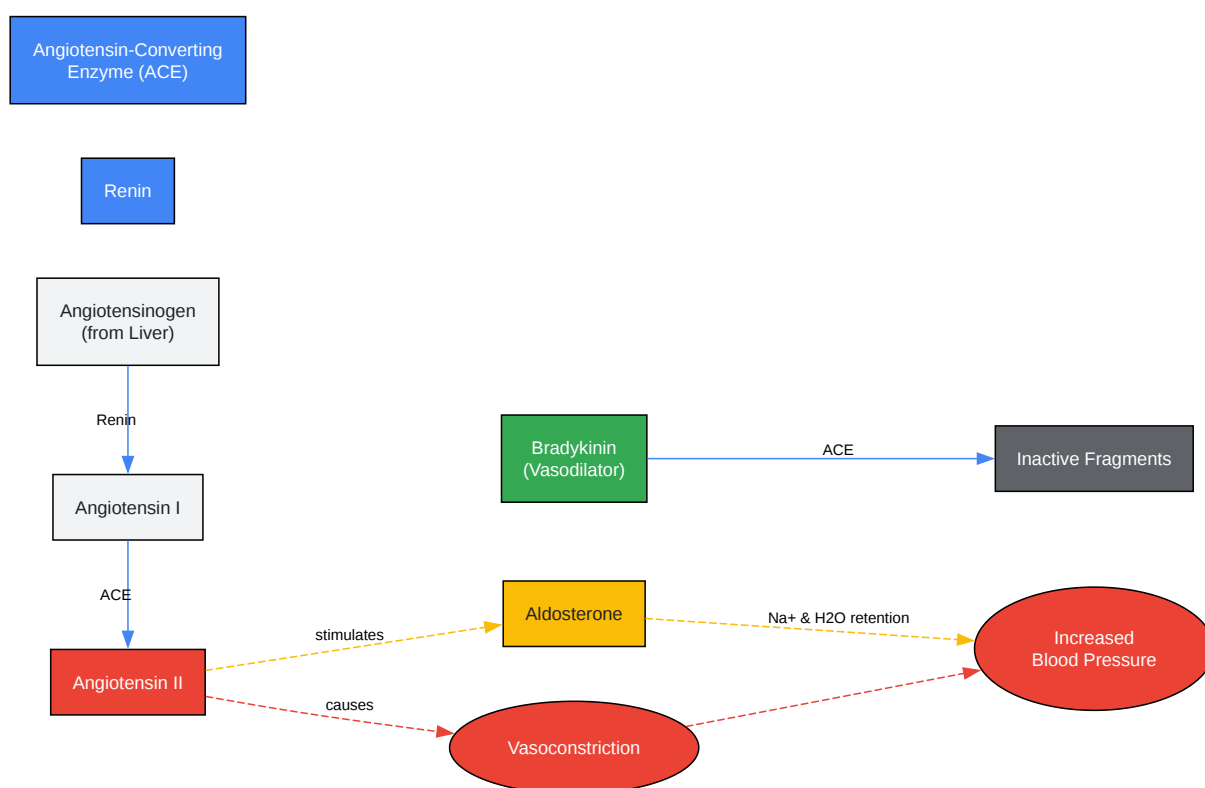 Angiotensin-Converting
Enzyme (ACE)
Renin
Angiotensinogen
(from Liver)
Renin
Bradykinin
(Vasodilator)
ACE
Inactive Fragments
Angiotensin I
ACE
Aldosterone
Na+ & H2O retention
stimulates
Increased
Blood Pressure
Angiotensin II
causes
Vasoconstriction